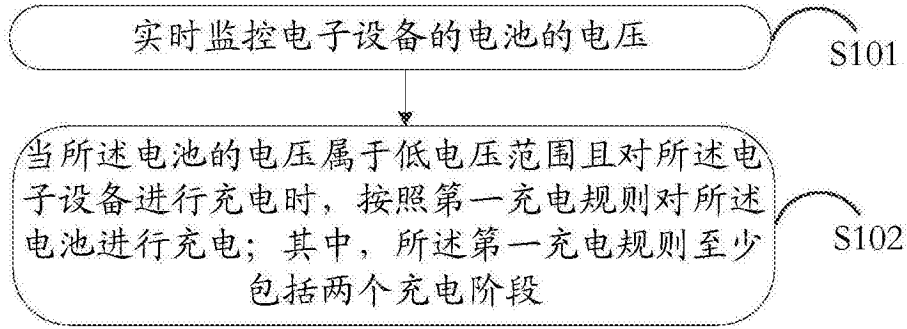 实时监控电子设备的电池的电压
S101
当所述电池的电压属于低电压范围且对所述电
子设备进行充电时，按照第一充电规则对所述
电池进行充电；其中，所述第一充电规则至少
包括两个充电阶段
S102